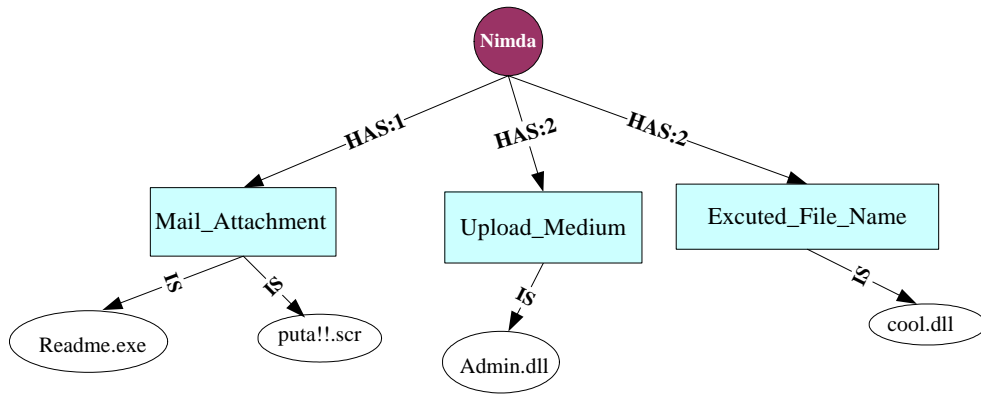 Nimda
HAS:1
HAS:2
HAS:2
Mail_Attachment
Upload_Medium
Excuted_File_Name
IS
IS
IS
IS
Readme.exe
puta!!.scr
Admin.dll
cool.dll